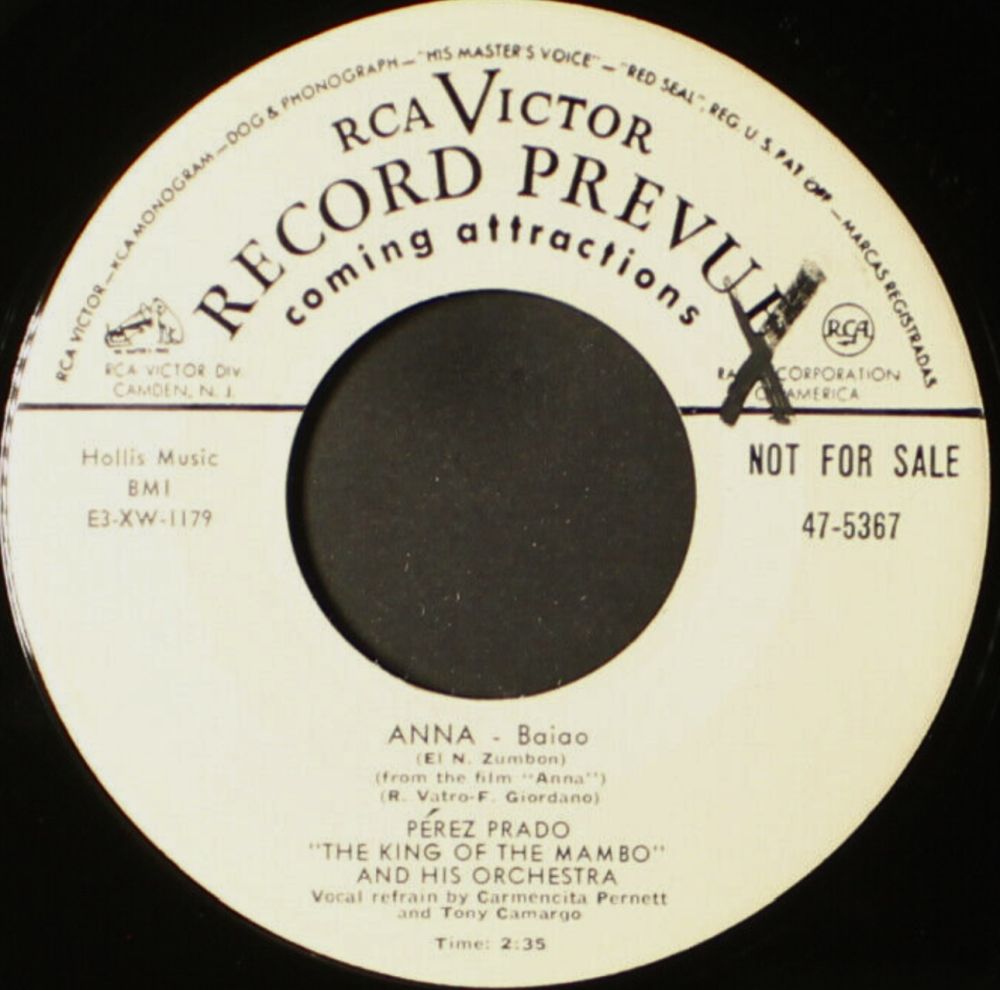 RCA VICTOR—RCA MONOGRAM—DOG & PHONOGRAPH—"HIS MASTER'S VOICE"—"RED SEAL", REG. U. S. PAT. OFF.—MARCAS REGISTRADAS
RCA VICTOR
RECORD PREVUE
coming attractions
RCA
RCA VICTOR DIV.
CAMDEN, N. J.
CORPORATION
AMERICA
Hollis Music
BMI
E3-XW-1179
NOT FOR SALE
47-5367
ANNA - Baiao
(El N. Zumbon)
(from the film "Anna")
(R. Vatro-F. Giordano)
PÉREZ PRADO
"THE KING OF THE MAMBO"
AND HIS ORCHESTRA
Vocal refrain by Carmencita Pernett
and Tony Camargo
Time: 2:35